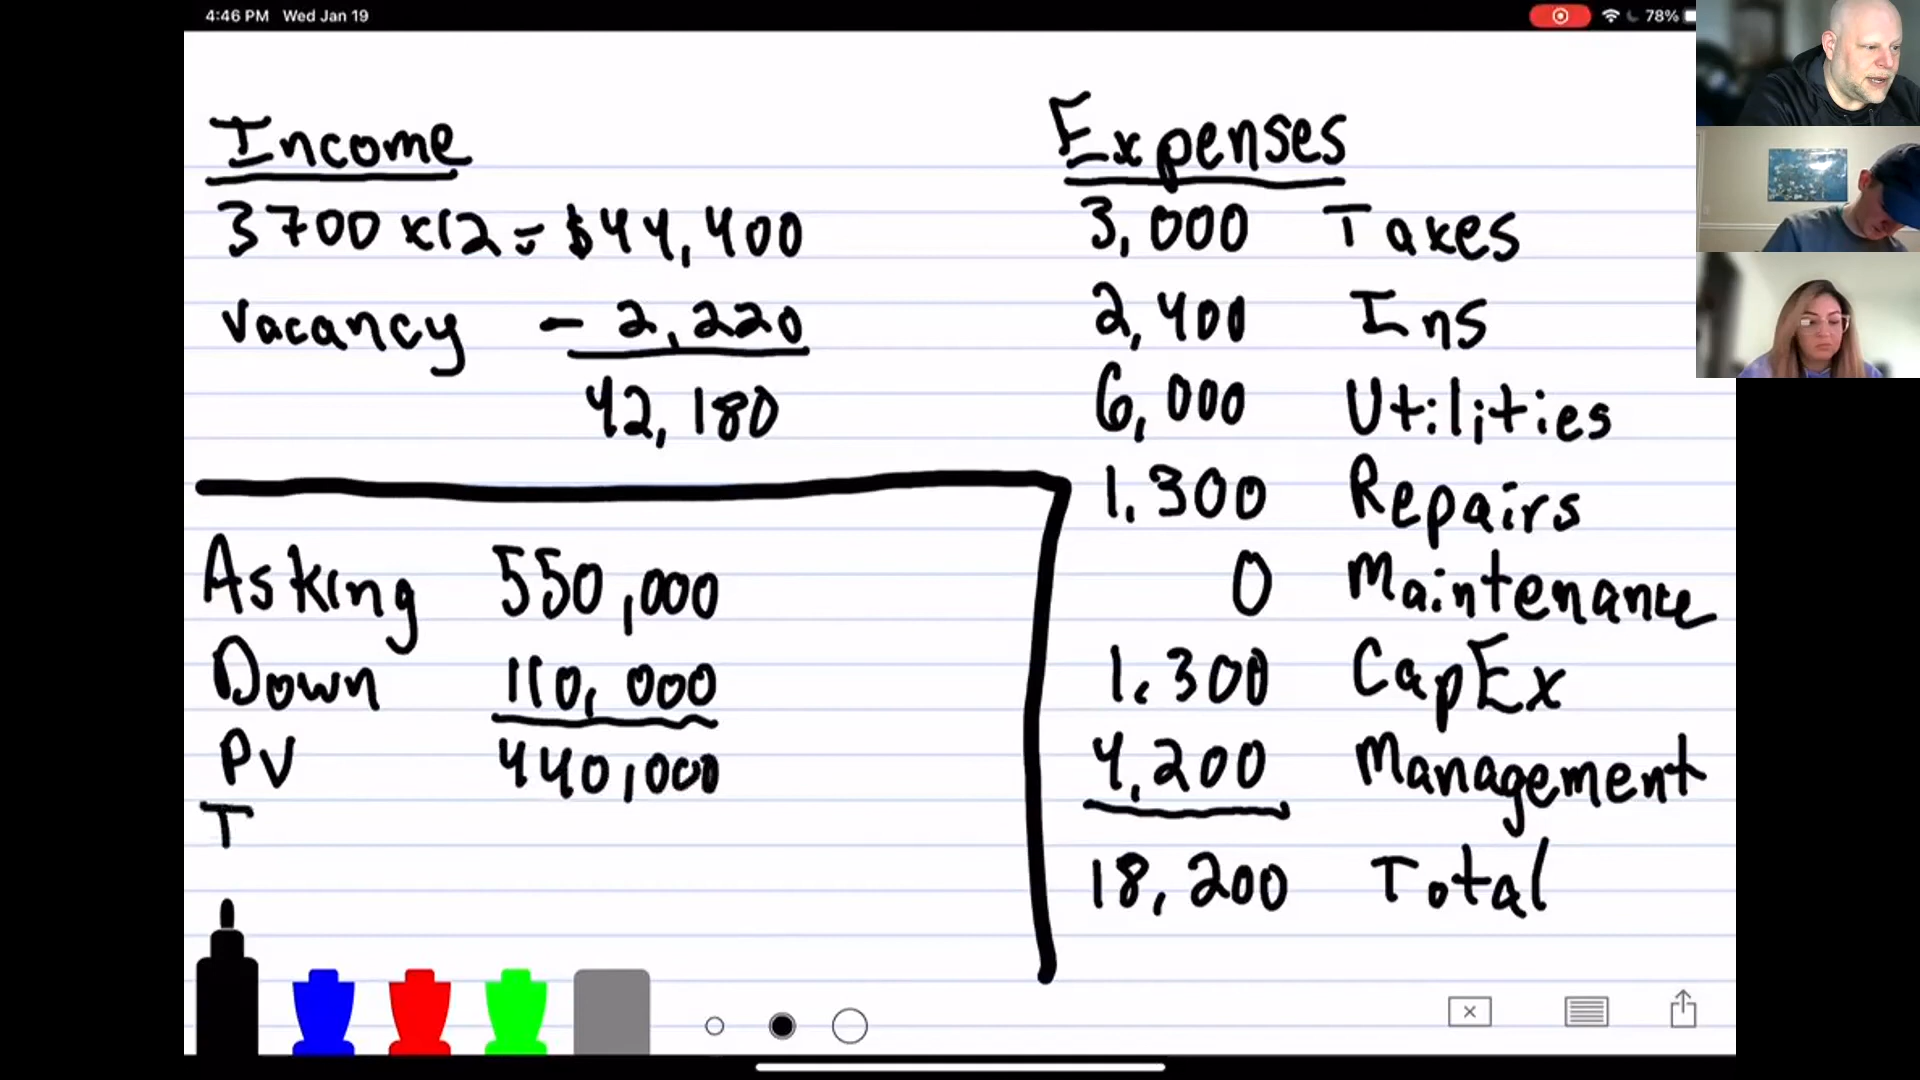 4:46 PM Wed Jan 19
78%
Income
3700 x12 = $44,400
Vacancy - 2,220
42,180
Asking 550,000
Down 110,000
PV 440,000
T
Expenses
3,000 Taxes
2,400 Ins
6,000 Utilities
1,300 Repairs
0 Maintenance
1,300 CapEx
4,200 Management
18,200 Total